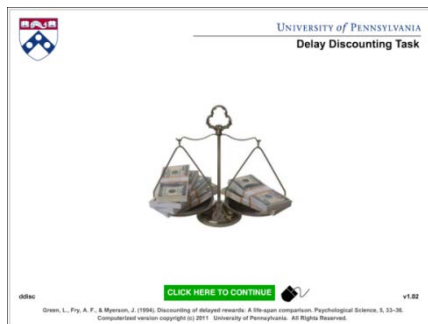 UNIVERSITY of PENNSYLVANIA
Delay Discounting Task
CLICK HERE TO CONTINUE
ddisc
v1.02
Green, L., Fry, A. F., & Myerson, J. (1994). Discounting of delayed rewards: A life-span comparison. Psychological Science, 5, 33–36.
Computerized version copyright (c) 2011 University of Pennsylvania. All Rights Reserved.